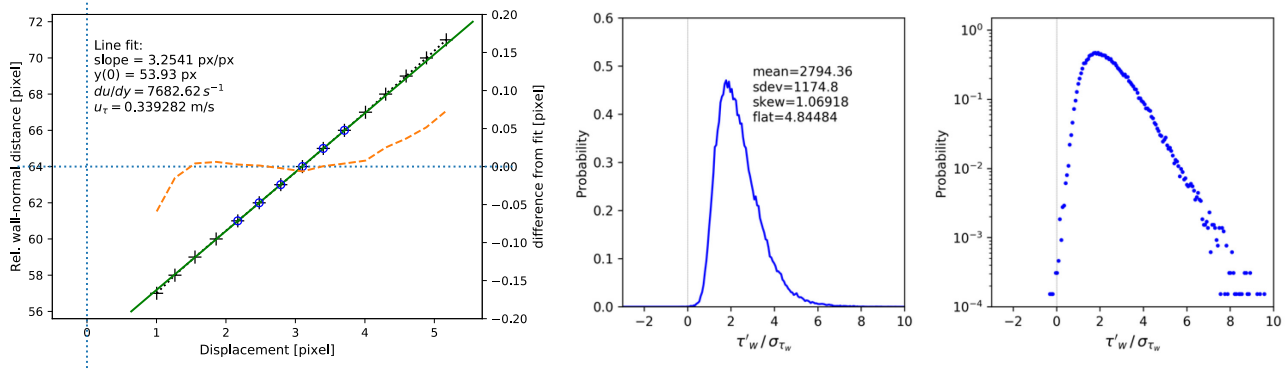 72
70
68
66
64
62
60
58
56
Rel. wall-normal distance [pixel]
Line fit:
slope = 3.2541 px/px
y(0) = 53.93 px
du/dy = 7682.62 s⁻¹
u_τ = 0.339282 m/s
0 1 2 3 4 5
Displacement [pixel]
0.20
0.15
0.10
0.05
0.00
−0.05
−0.10
−0.15
−0.20
difference from fit [pixel]
0.6
0.5
0.4
0.3
0.2
0.1
0.0
Probability
mean=2794.36
sdev=1174.8
skew=1.06918
flat=4.84484
−2 0 2 4 6 8 10
τ'_w / σ_{τ_w}
10⁰
10⁻¹
10⁻²
10⁻³
10⁻⁴
Probability
−2 0 2 4 6 8 10
τ'_w / σ_{τ_w}